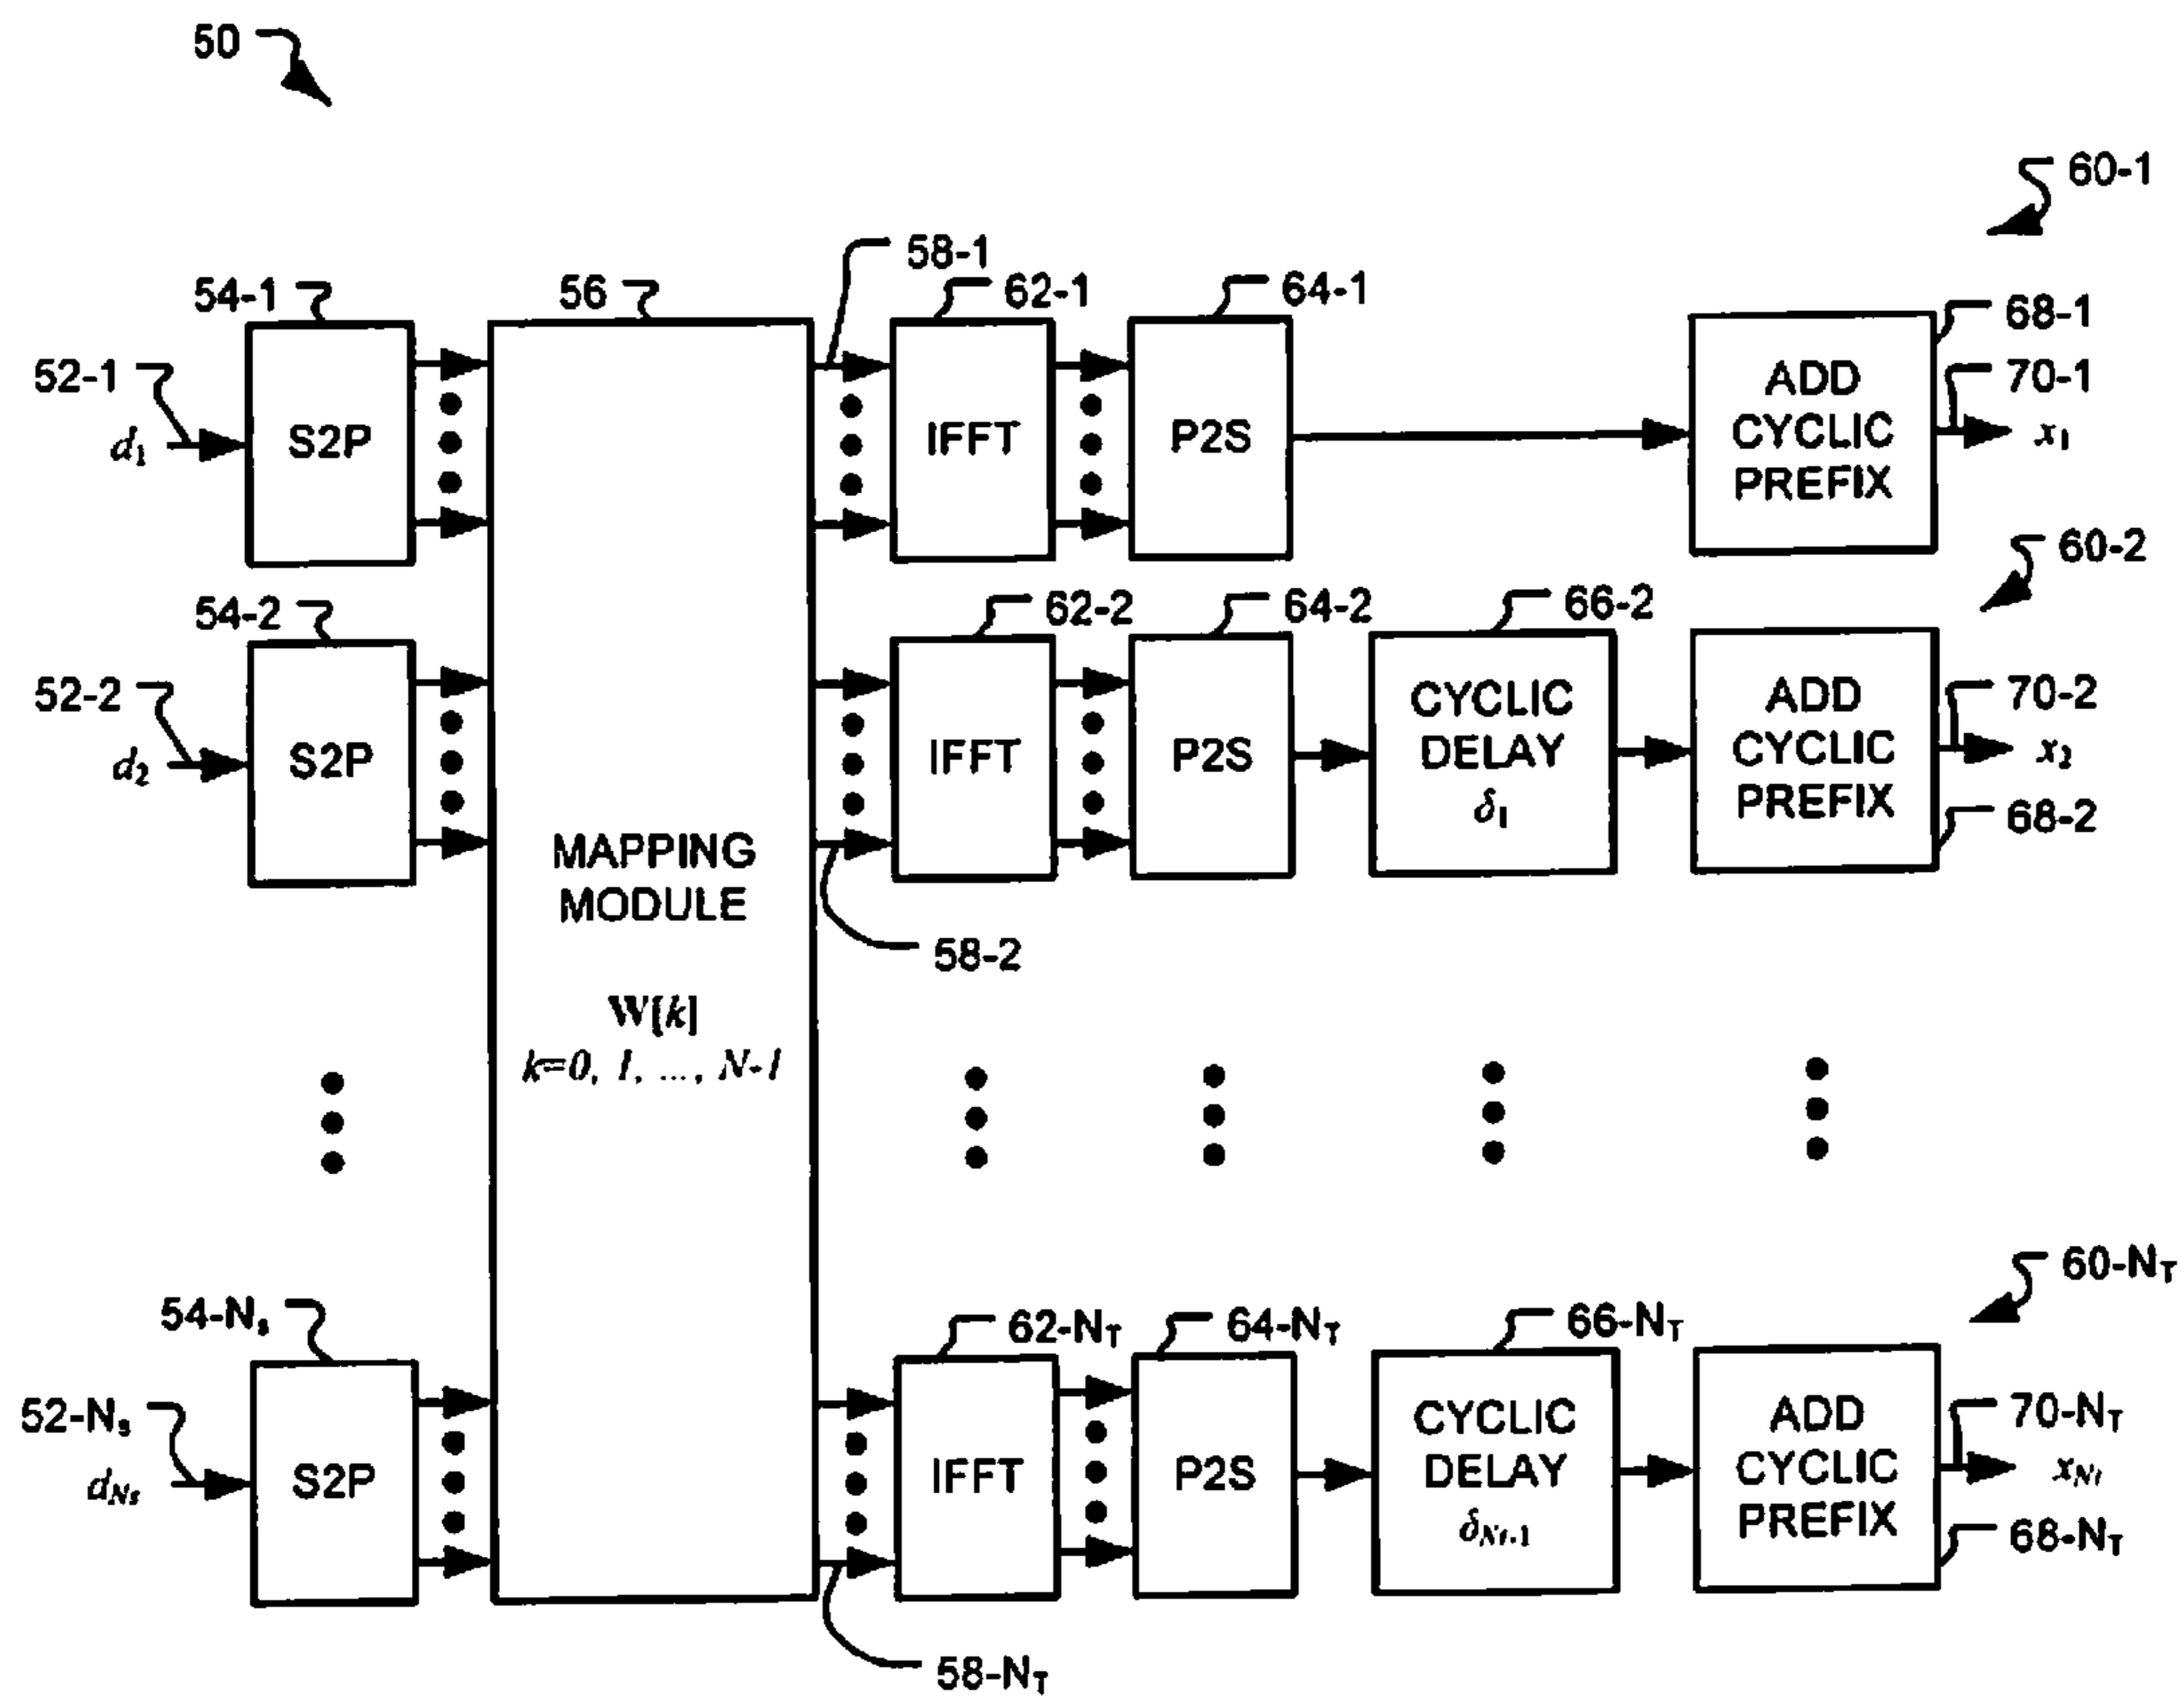 50
60-1
58-1
54-1
56
62-1
64-1
68-1
52-1
d1
S2P
IFFT
P2S
ADD
CYCLIC
PREFIX
70-1
x1
60-2
54-2
62-2
64-2
66-2
52-2
d2
S2P
IFFT
P2S
CYCLIC
DELAY
δ1
ADD
CYCLIC
PREFIX
70-2
x2
68-2
MAPPING
MODULE
58-2
W[k]
k=0, 1, ..., N-1
60-NT
54-Ns
62-NT
64-NT
66-NT
52-Ns
dNs
S2P
IFFT
P2S
CYCLIC
DELAY
δNt-1
ADD
CYCLIC
PREFIX
70-NT
xNt
68-NT
58-NT